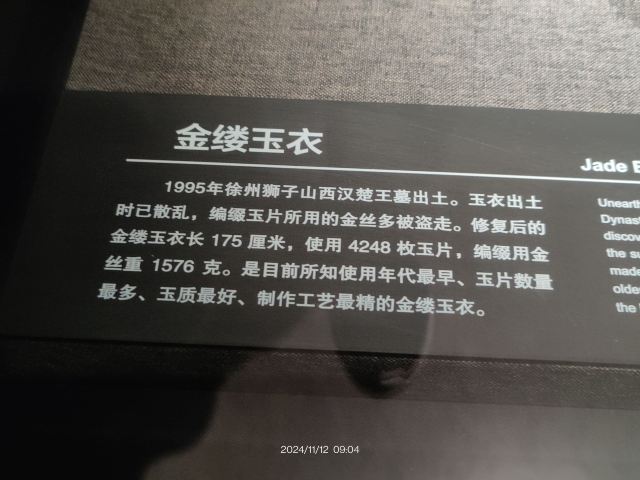 金缕玉衣
1995年徐州狮子山西汉楚王墓出土。玉衣出土
时已散乱，编缀玉片所用的金丝多被盗走。修复后的
金缕玉衣长 175 厘米，使用 4248 枚玉片，编缀用金
丝重 1576 克。是目前所知使用年代最早、玉片数量
最多、玉质最好、制作工艺最精的金缕玉衣。
Jade
Unearth
Dynast
discov
the su
made
olde
the
2024/11/12 09:04